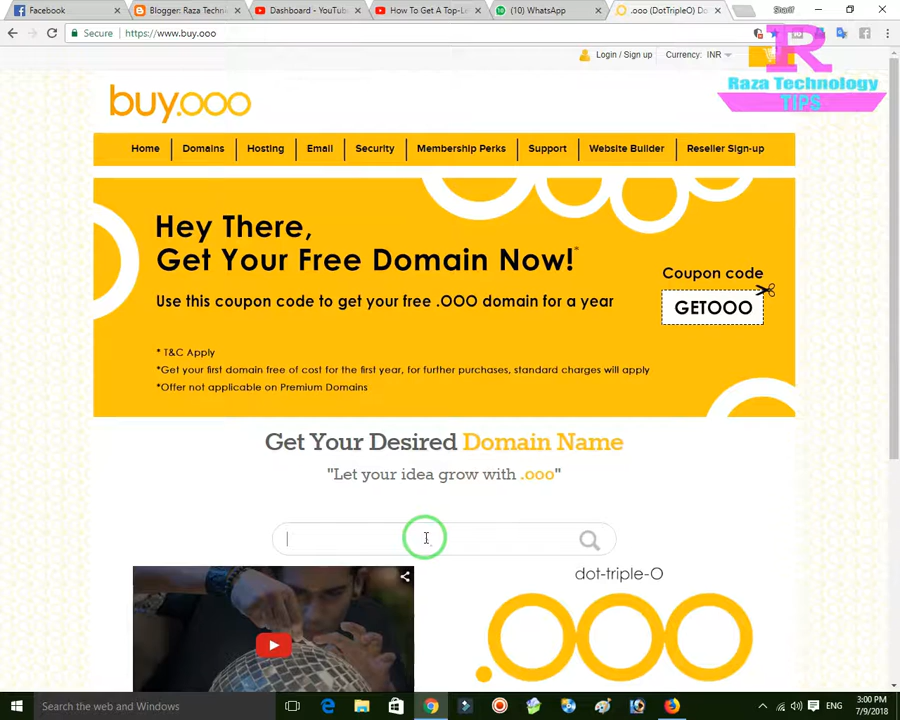 Facebook
Blogger: Raza Techni
Dashboard - YouTub
How To Get A Top-L
(10) WhatsApp
.ooo (DotTripleO) Do
Sharif
Secure
https://www.buy.ooo
Login / Sign up
Currency: INR
R
Raza Technology
TIPS
buy.ooo
Home
Domains
Hosting
Email
Security
Membership Perks
Support
Website Builder
Reseller Sign-up
Hey There,
Get Your Free Domain Now!*
Coupon code
Use this coupon code to get your free .OOO domain for a year
GETOOO
* T&C Apply
*Get your first domain free of cost for the first year, for further purchases, standard charges will apply
*Offer not applicable on Premium Domains
Get Your Desired Domain Name
"Let your idea grow with .ooo"
dot-triple-O
.ooo
Search the web and Windows
ENG
3:00 PM
7/9/2018